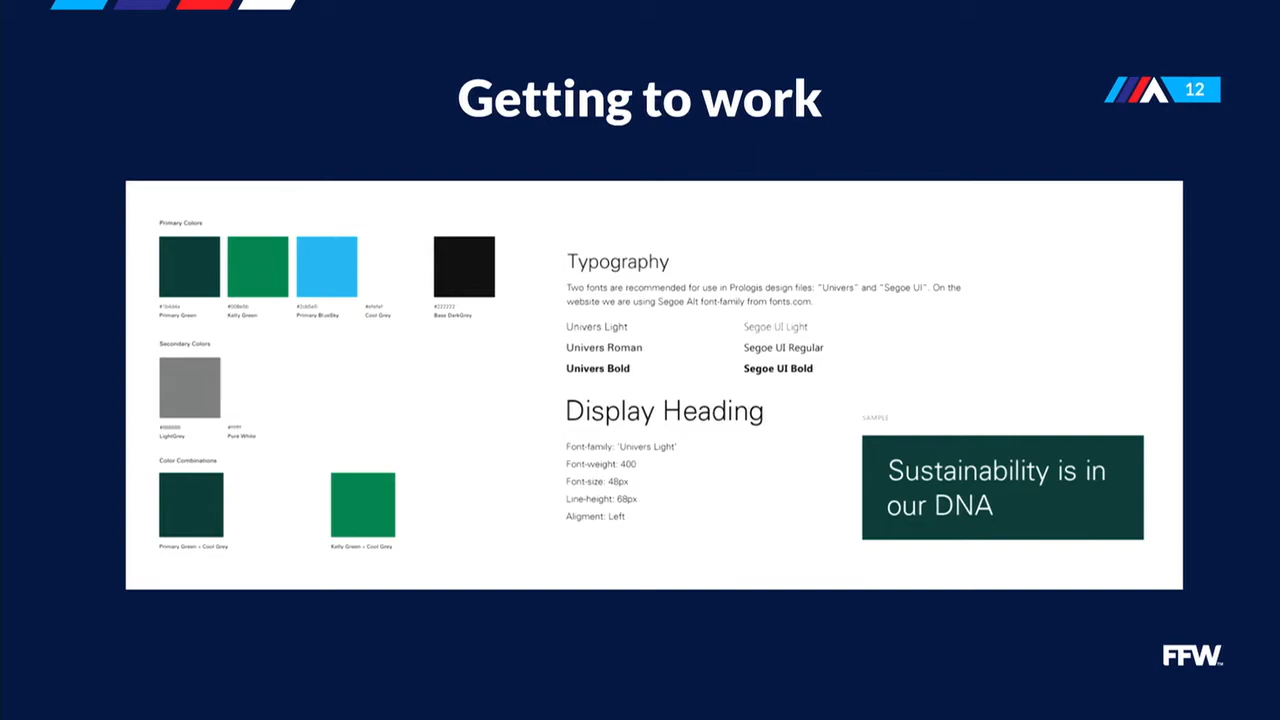 Getting to work
12
Primary Colors
Primary Green
Kelly Green
Primary BlueSky
Cool Grey
#222222
Base DarkGrey
Secondary Colors
LightGrey
Pure White
Color Combinations
Primary Green + Cool Grey
Kelly Green + Cool Grey
Typography
Two fonts are recommended for use in Prologis design files: "Univers" and "Segoe UI". On the
website we are using Segoe Alt font-family from fonts.com.
Univers Light
Segoe UI Light
Univers Roman
Segoe UI Regular
Univers Bold
Segoe UI Bold
Display Heading
Font-family: 'Univers Light'
Font-weight: 400
Font-size: 48px
Line-height: 68px
Aligment: Left
SAMPLE
Sustainability is in
our DNA
FFW